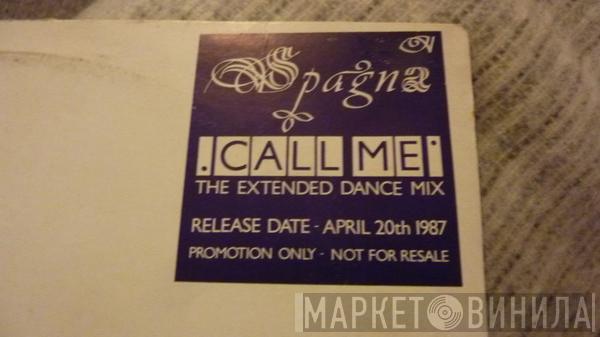 Spagna
.CALL ME·
THE EXTENDED DANCE MIX
RELEASE DATE - APRIL 20th 1987
PROMOTION ONLY - NOT FOR RESALE
МАРКЕТ ВИНИЛА